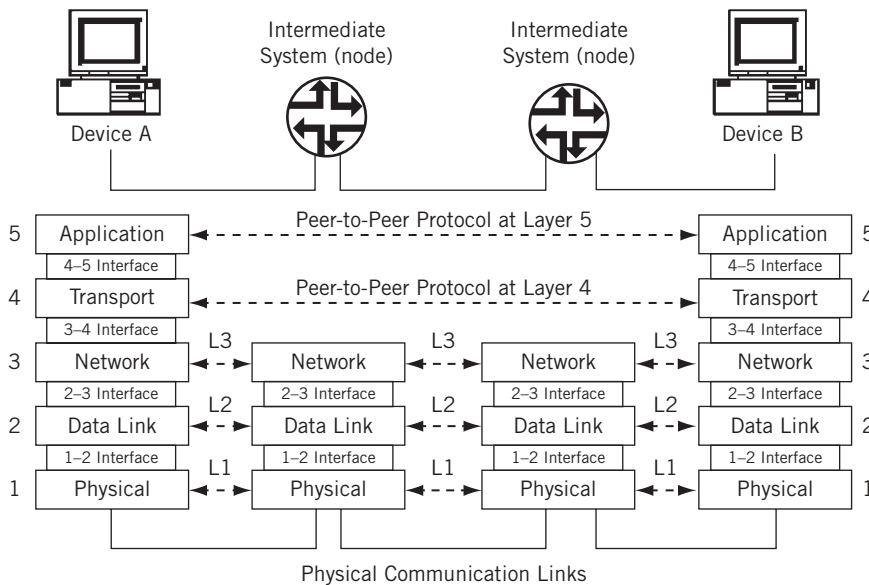 Intermediate System (node)
Intermediate System (node)
Device A
Device B
5 Application Peer-to-Peer Protocol at Layer 5 Application 5
4–5 Interface 4–5 Interface
4 Transport Peer-to-Peer Protocol at Layer 4 Transport 4
3–4 Interface 3–4 Interface
L3 L3 L3
3 Network Network Network Network 3
2–3 Interface 2–3 Interface 2–3 Interface 2–3 Interface
L2 L2 L2
2 Data Link Data Link Data Link Data Link 2
1–2 Interface 1–2 Interface 1–2 Interface 1–2 Interface
L1 L1 L1
1 Physical Physical Physical Physical 1
Physical Communication Links